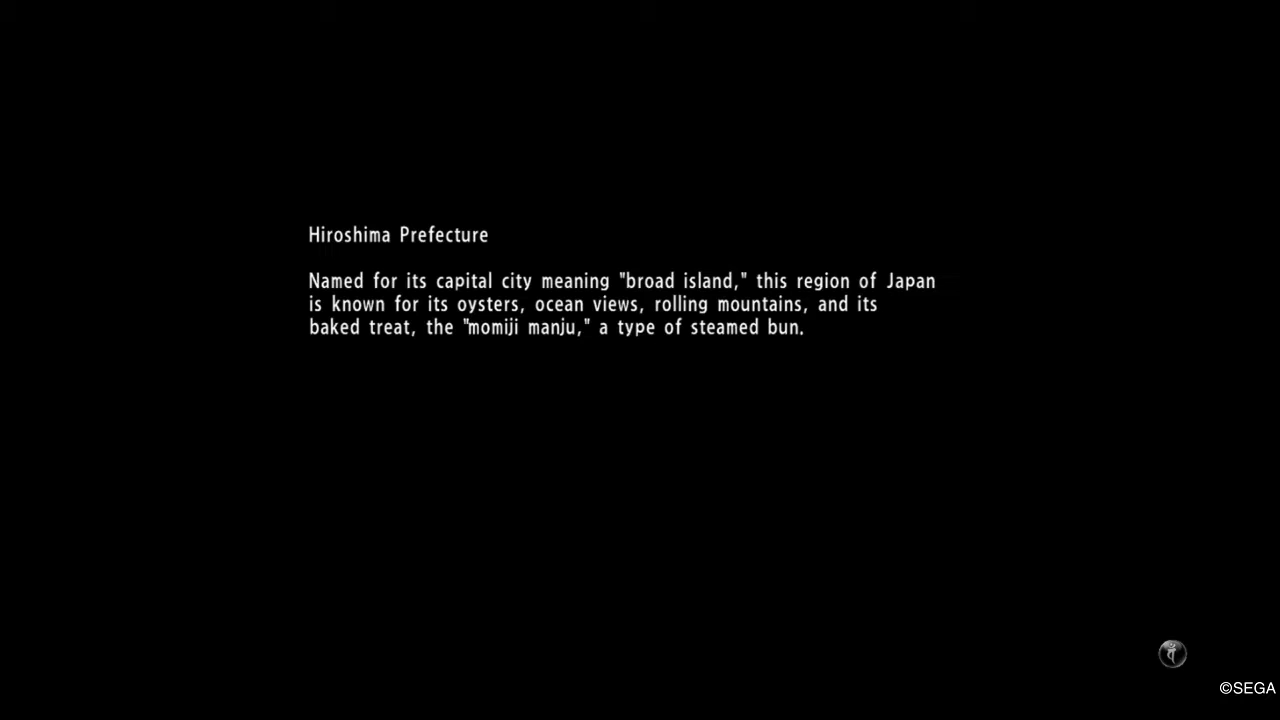 Hiroshima Prefecture
Named for its capital city meaning "broad island," this region of Japan
is known for its oysters, ocean views, rolling mountains, and its
baked treat, the "momiji manju," a type of steamed bun.
©SEGA